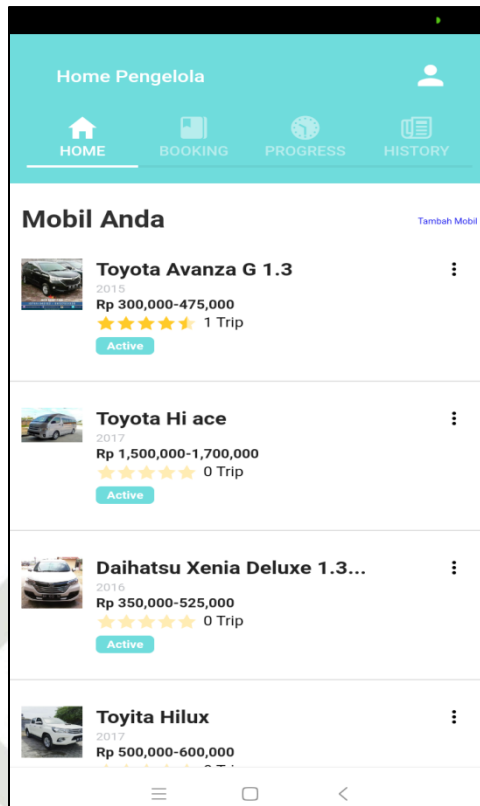 Home Pengelola
HOME
BOOKING
PROGRESS
HISTORY
Mobil Anda
Tambah Mobil
Toyota Avanza G 1.3
2015
Rp 300,000-475,000
1 Trip
Active
Toyota Hi ace
2017
Rp 1,500,000-1,700,000
0 Trip
Active
Daihatsu Xenia Deluxe 1.3...
2016
Rp 350,000-525,000
0 Trip
Active
Toyita Hilux
2017
Rp 500,000-600,000